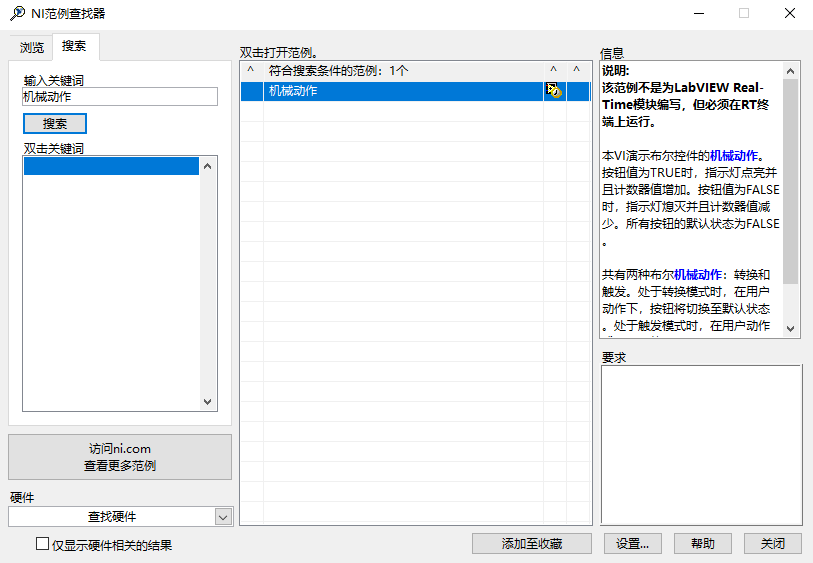 NI范例查找器
浏览
搜索
输入关键词
机械动作
搜索
双击关键词
访问ni.com
查看更多范例
硬件
查找硬件
仅显示硬件相关的结果
双击打开范例。
^ 符合搜索条件的范例：1个 ^ ^
机械动作
信息
说明:
该范例不是为LabVIEW Real-
Time模块编写，但必须在RT终
端上运行。
本VI演示布尔控件的机械动作。
按钮值为TRUE时，指示灯点亮并
且计数器值增加。按钮值为FALSE
时，指示灯熄灭并且计数器值减
少。所有按钮的默认状态为FALSE
。
共有两种布尔机械动作：转换和
触发。处于转换模式时，在用户
动作下，按钮将切换至默认状态
。处于触发模式时，在用户动作
要求
添加至收藏
设置...
帮助
关闭